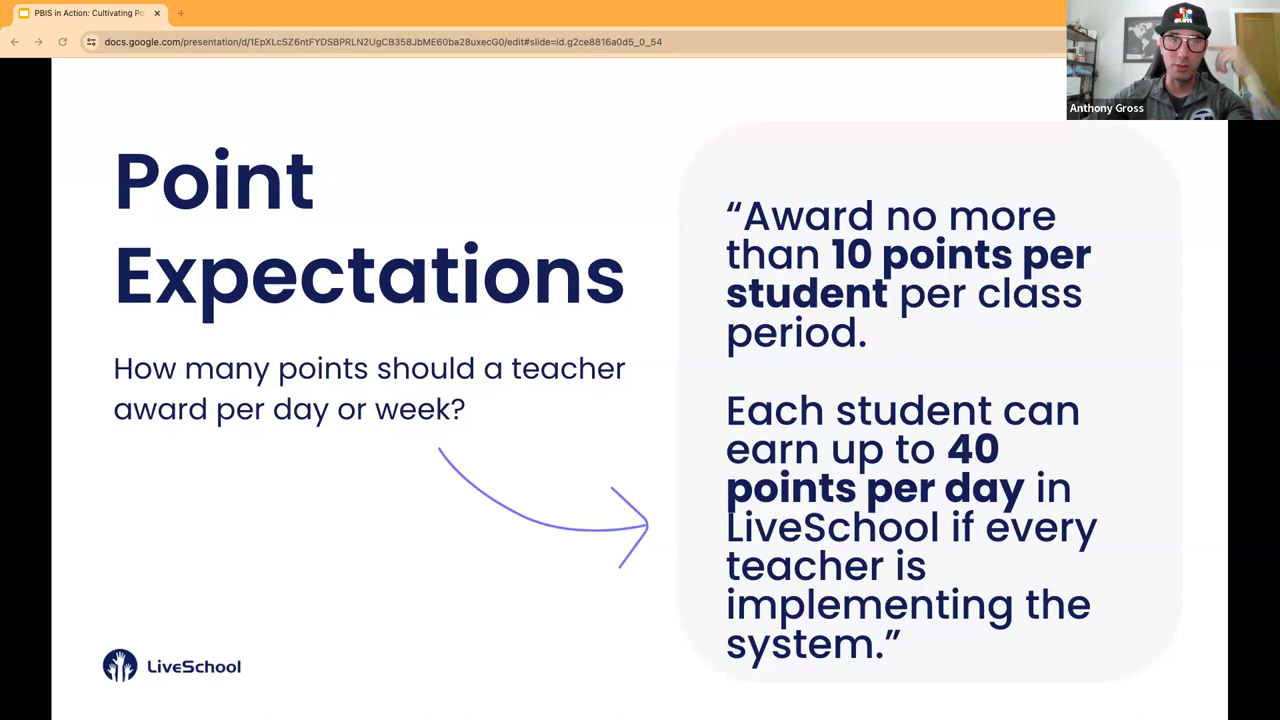 PBIS in Action: Cultivating Po
docs.google.com/presentation/d/1EpXLcSZ6ntFYDSBPRLN2UgCB358JbME60ba28uxecG0/edit#slide=id.g2ce8816a0d5_0_54
Anthony Gross
Point
Expectations
How many points should a teacher
award per day or week?
“Award no more
than 10 points per
student per class
period.
Each student can
earn up to 40
points per day in
LiveSchool if every
teacher is
implementing the
system.”
LiveSchool